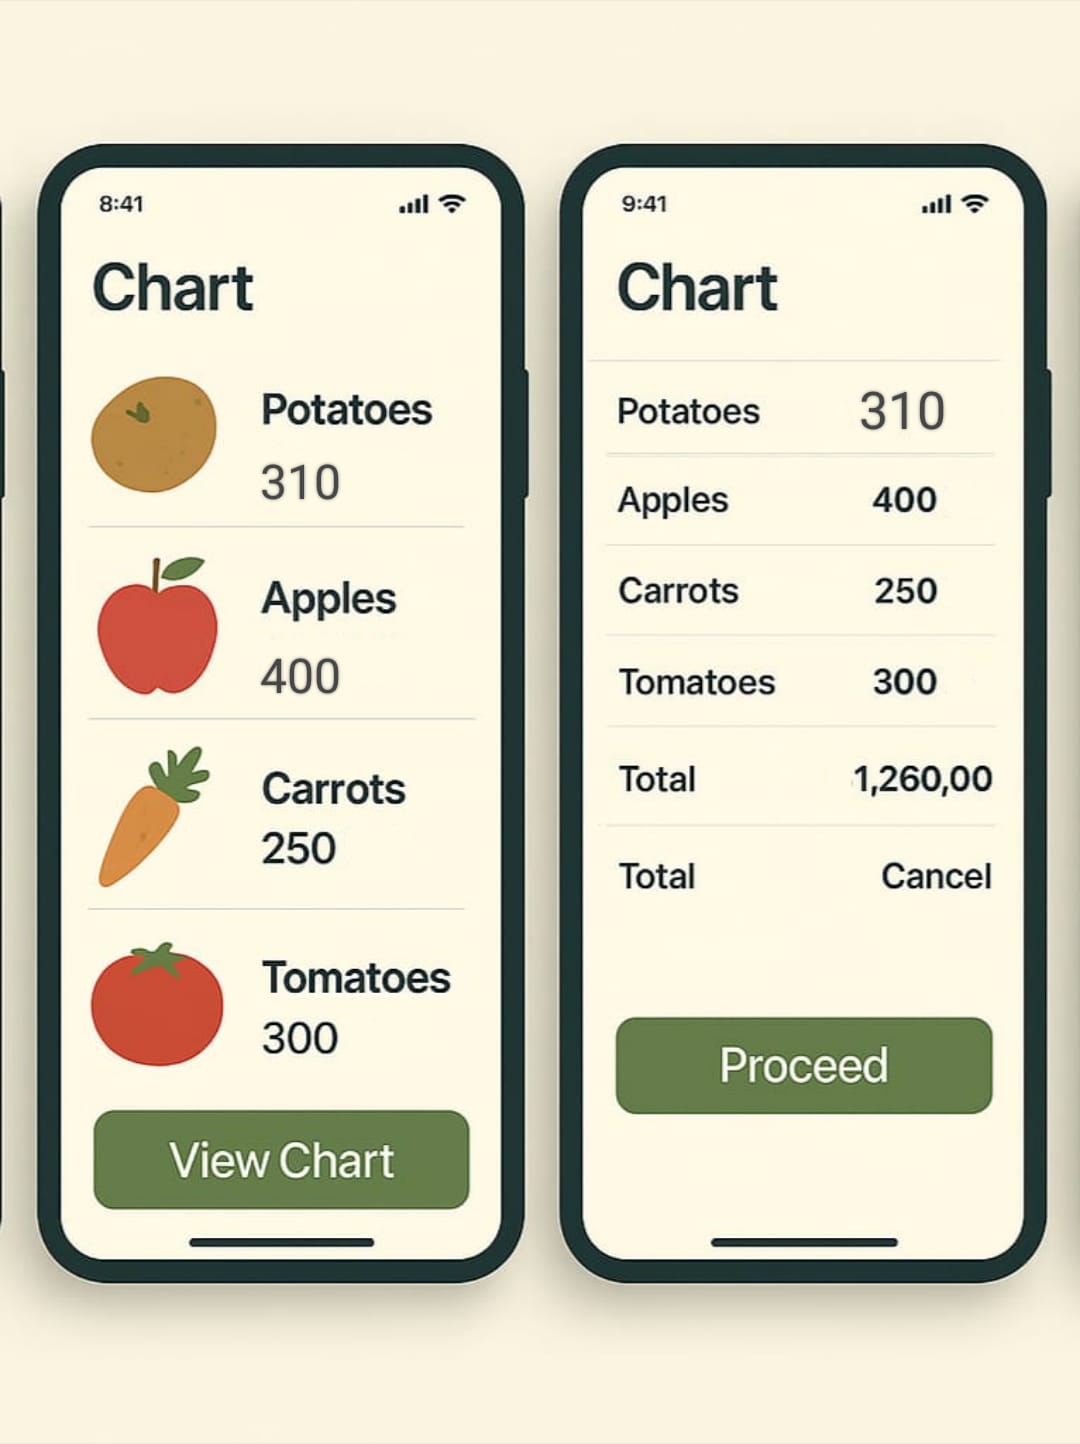 8:41
Chart
Potatoes
310
Apples
400
Carrots
250
Tomatoes
300
View Chart
9:41
Chart
Potatoes 310
Apples 400
Carrots 250
Tomatoes 300
Total 1,260,00
Total Cancel
Proceed